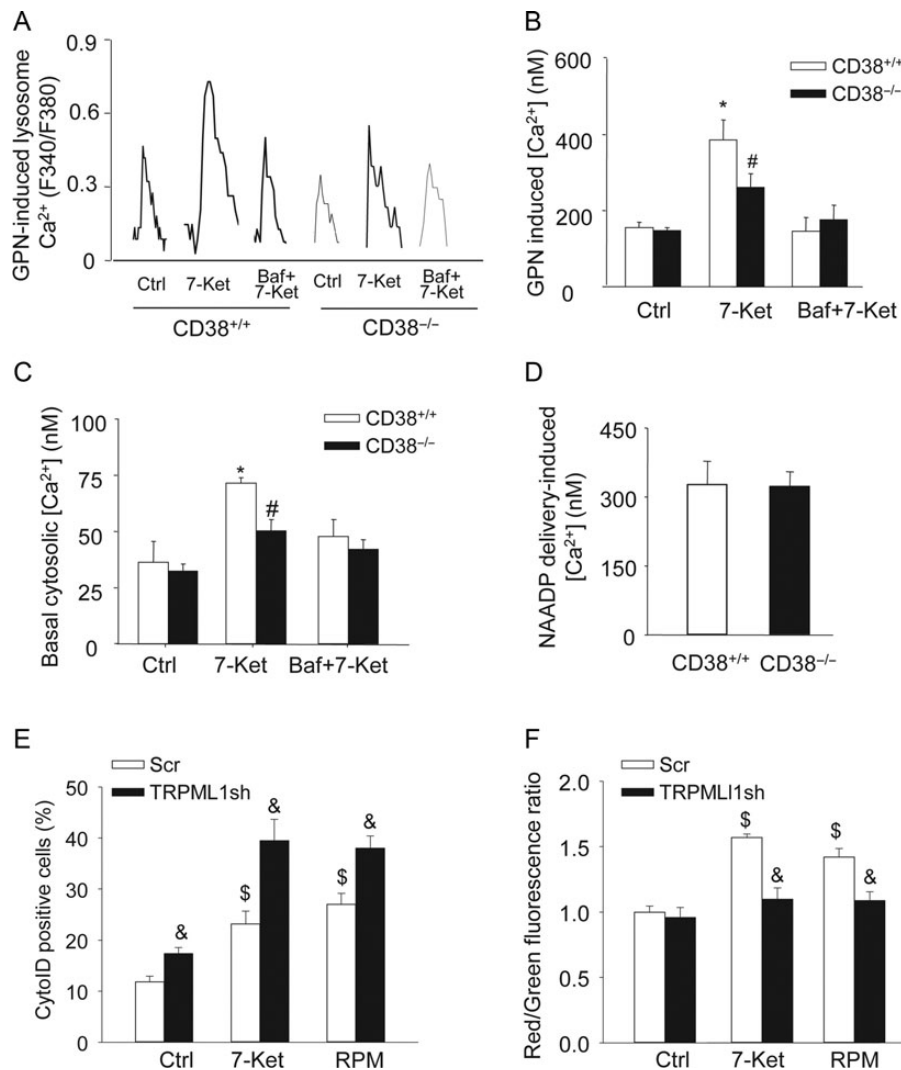 A
GPN-induced lysosome
Ca²⁺ (F340/F380)
0.9
0.6
0.3
0
Ctrl
7-Ket
Baf+
7-Ket
Ctrl
7-Ket
Baf+
7-Ket
CD38⁺/⁺
CD38⁻/⁻
B
GPN induced [Ca²⁺] (nM)
600
400
200
0
CD38⁺/⁺
CD38⁻/⁻
*
#
Ctrl
7-Ket
Baf+7-Ket
C
Basal cytosolic [Ca²⁺] (nM)
100
75
50
25
0
CD38⁺/⁺
CD38⁻/⁻
*
#
Ctrl
7-Ket
Baf+7-Ket
D
NAADP delivery-induced
[Ca²⁺] (nM)
450
300
150
0
CD38⁺/⁺
CD38⁻/⁻
E
CytoID positive cells (%)
50
40
30
20
10
0
Scr
TRPML1sh
&
$
&
$
&
Ctrl
7-Ket
RPM
F
Red/Green fluorescence ratio
2.0
1.5
1.0
0.5
0.0
Scr
TRPMLI1sh
$
&
$
&
Ctrl
7-Ket
RPM